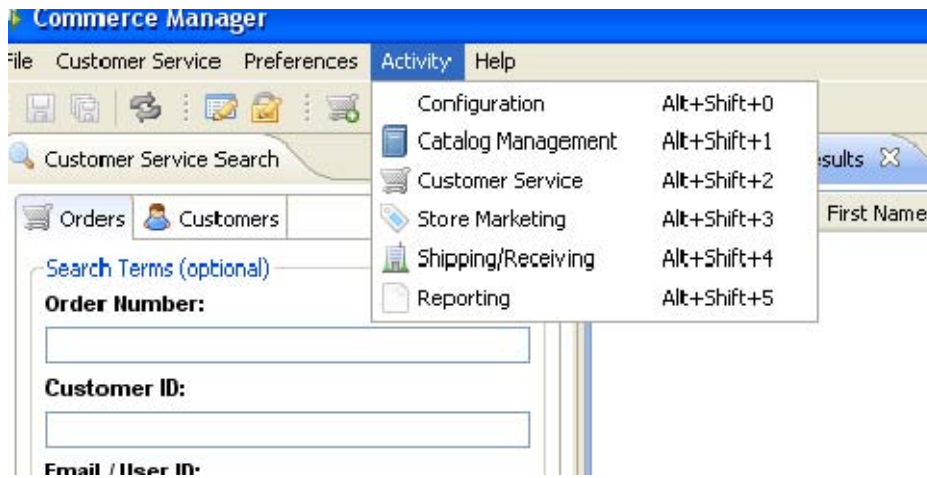 Commerce Manager
File Customer Service Preferences Activity Help
Configuration Alt+Shift+0
Catalog Management Alt+Shift+1
Customer Service Alt+Shift+2
Store Marketing Alt+Shift+3
Shipping/Receiving Alt+Shift+4
Reporting Alt+Shift+5
Customer Service Search
esults
Orders Customers
First Name
Search Terms (optional)
Order Number:
Customer ID:
Email / User ID: